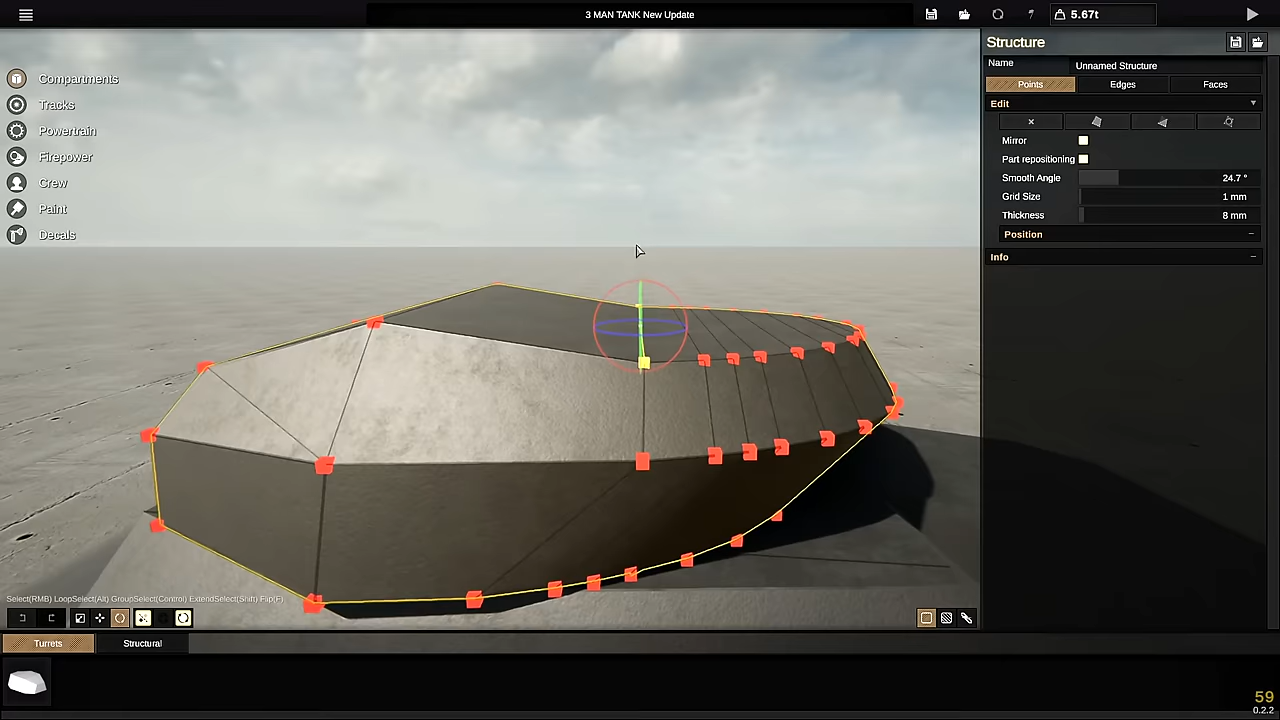 3 MAN TANK New Update
5.67t
Compartments
Tracks
Powertrain
Firepower
Crew
Paint
Decals
Structure
Name
Unnamed Structure
Points
Edges
Faces
Edit
Mirror
Part repositioning
Smooth Angle
24.7 °
Grid Size
1 mm
Thickness
8 mm
Position
Info
Select(RMB) LoopSelect(Alt) GroupSelect(Control) ExtendSelect(Shift) Flip(F)
Turrets
Structural
59
0.2.2